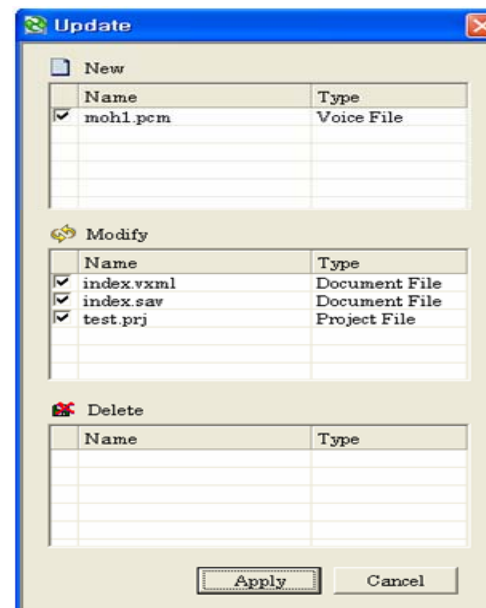 Update
New
Name Type
moh1.pcm Voice File
Modify
Name Type
index.vxml Document File
index.sav Document File
test.prj Project File
Delete
Name Type
Apply Cancel